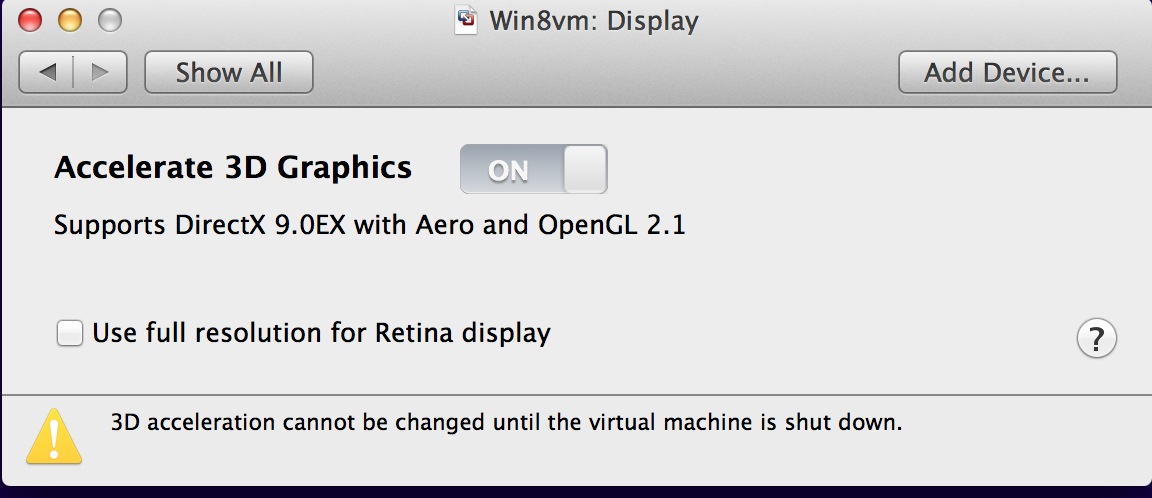 Win8vm: Display
Show All
Add Device...
Accelerate 3D Graphics
ON
Supports DirectX 9.0EX with Aero and OpenGL 2.1
Use full resolution for Retina display
?
3D acceleration cannot be changed until the virtual machine is shut down.